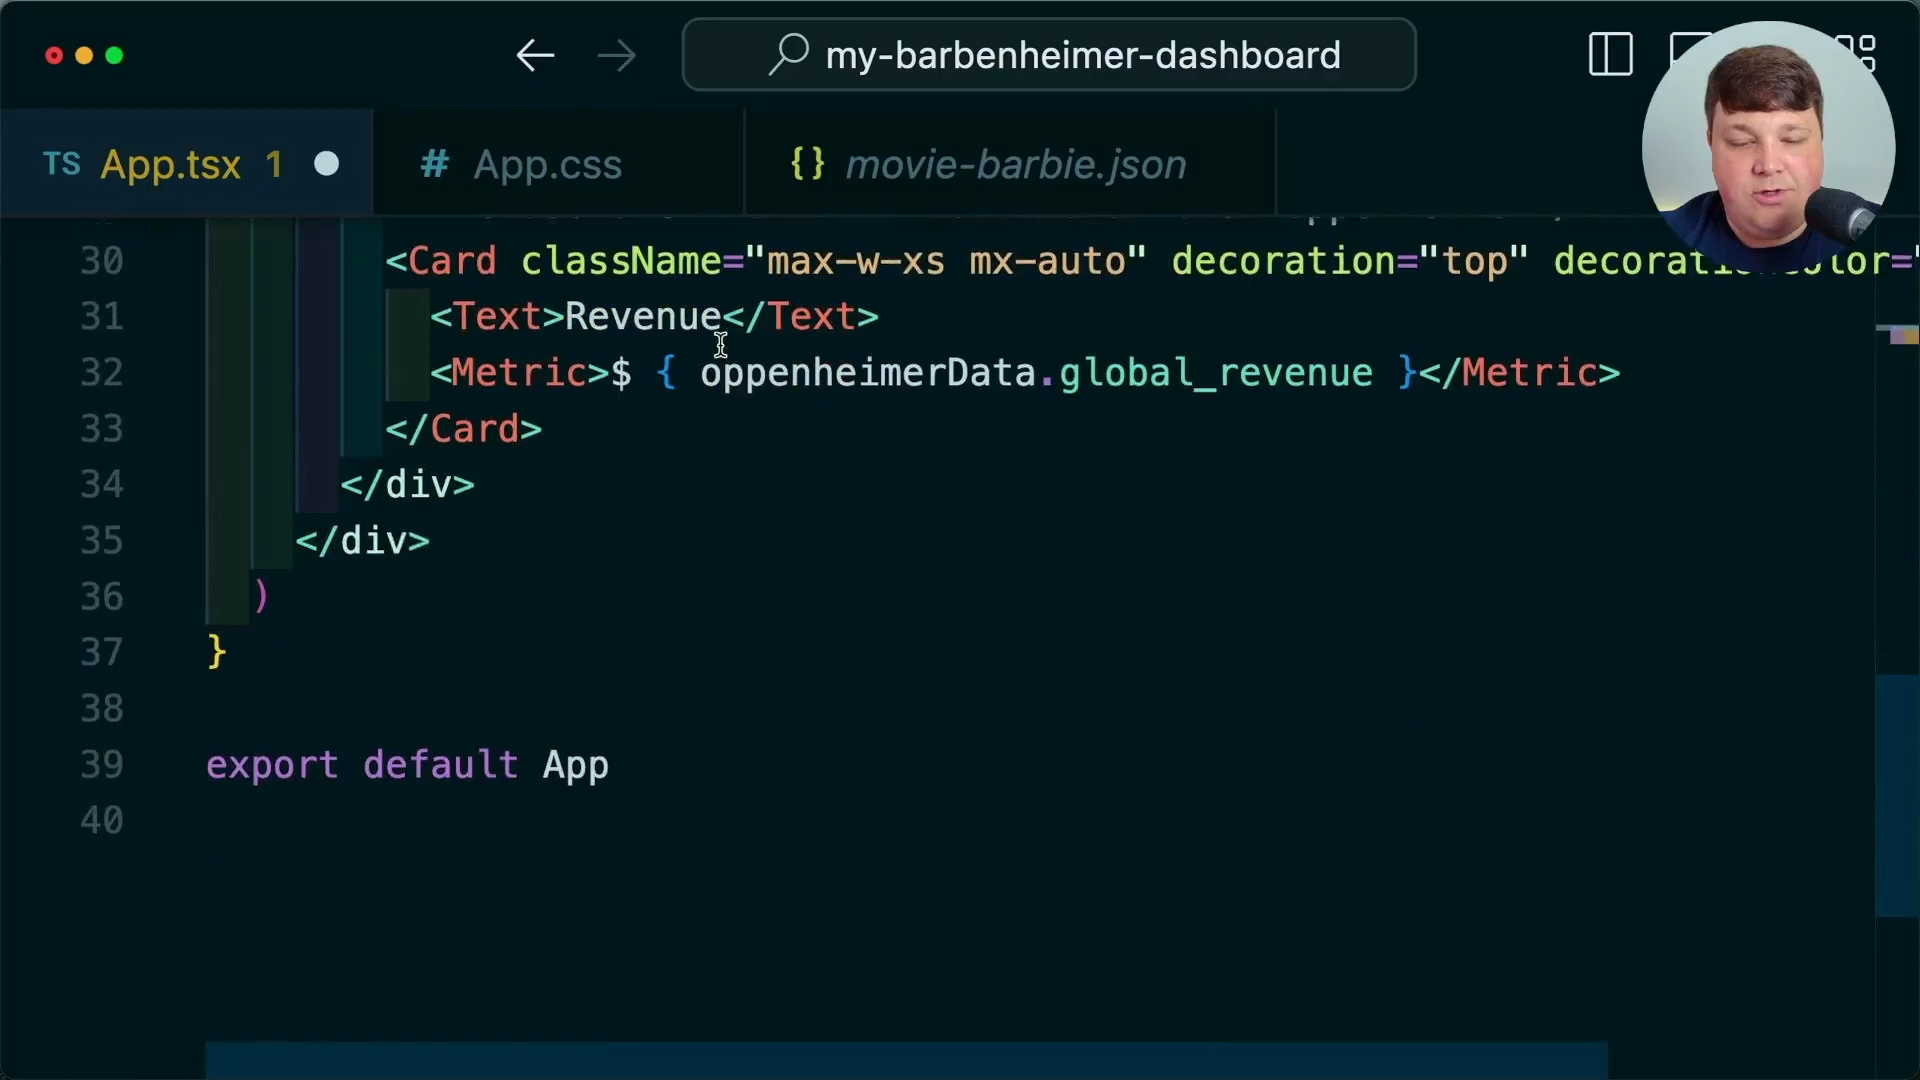 my-barbenheimer-dashboard
TS App.tsx 1
# App.css
{} movie-barbie.json
30 <Card className="max-w-xs mx-auto" decoration="top" decorationColor="
31 <Text>Revenue</Text>
32 <Metric>$ { oppenheimerData.global_revenue }</Metric>
33 </Card>
34 </div>
35 </div>
36 )
37 }
38
39 export default App
40